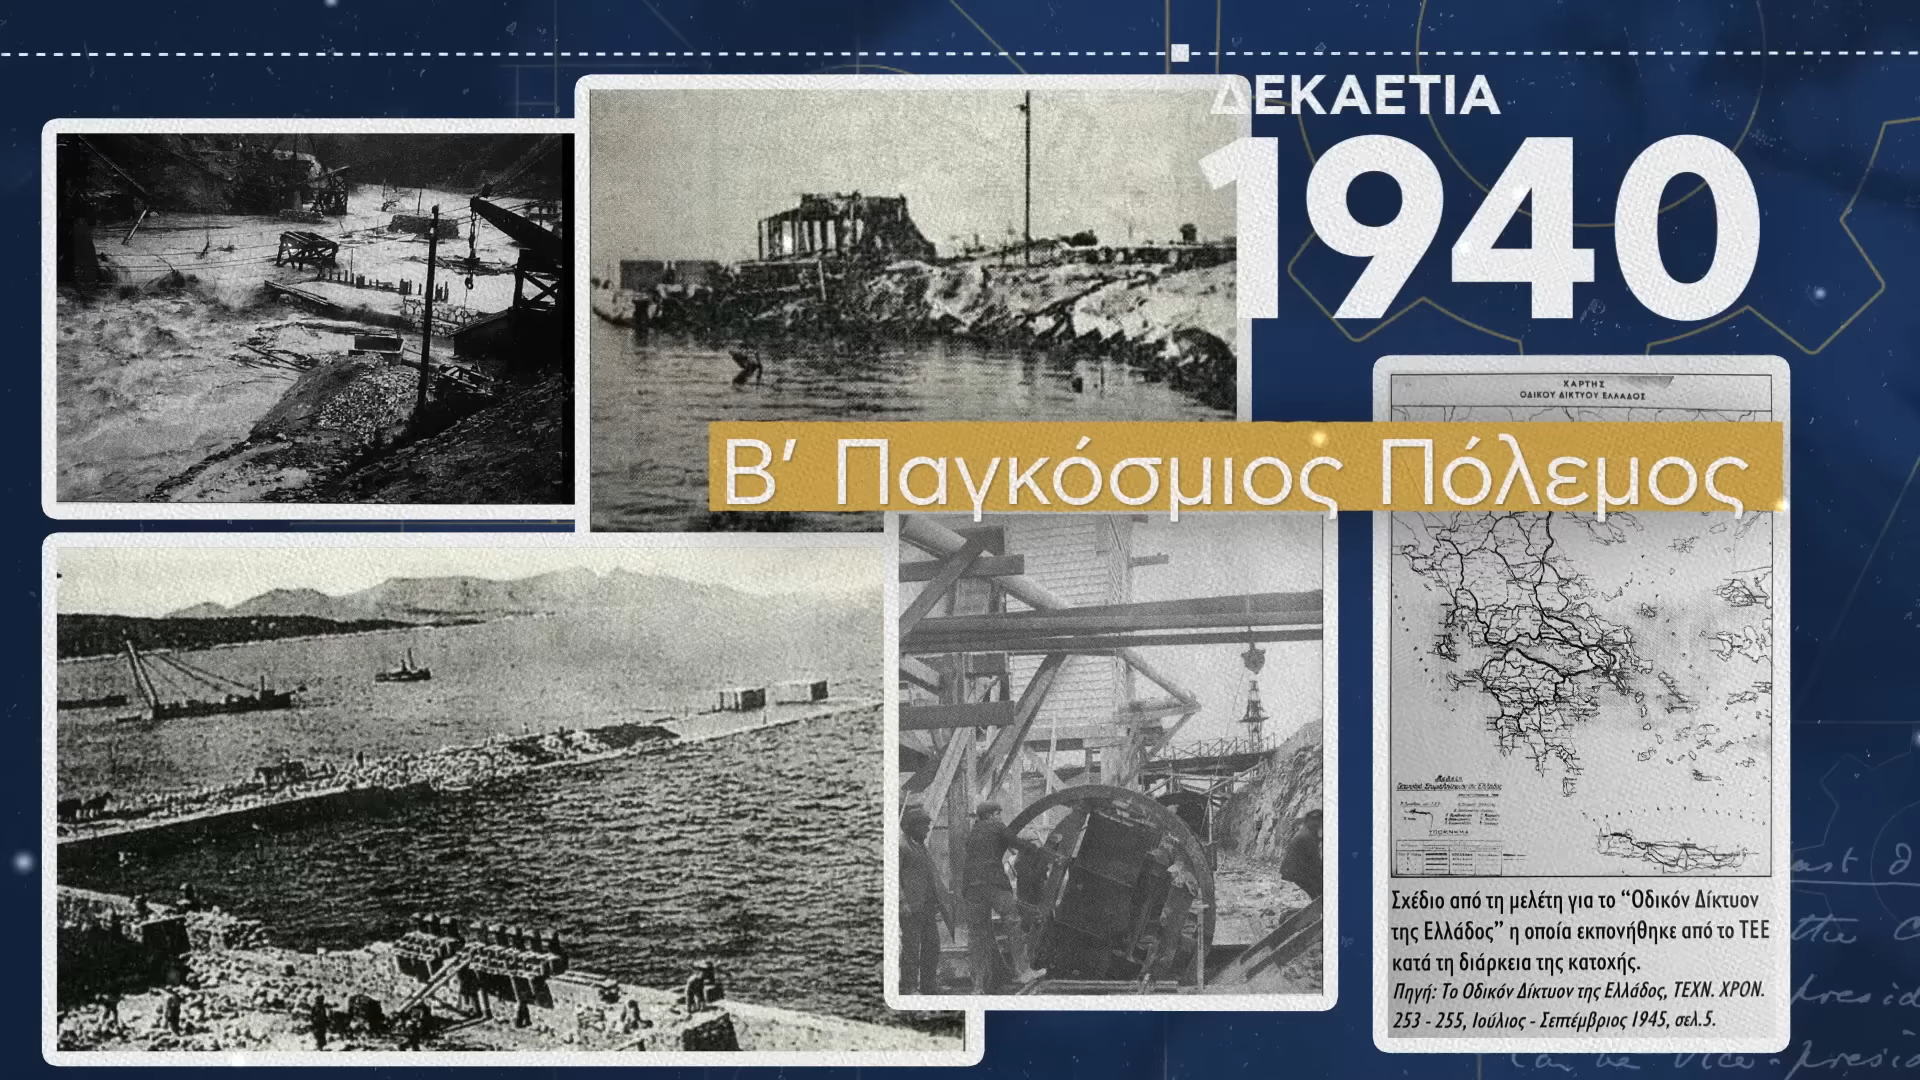 ΔΕΚΑΕΤΙΑ
1940
Β’ Παγκόσμιος Πόλεμος
ΧΑΡΤΗΣ
ΟΔΙΚΟΥ ΔΙΚΤΥΟΥ ΕΛΛΑΔΟΣ
ΥΠΟΜΝΗΜΑ
Σχέδιο από τη μελέτη για το “Οδικόν Δίκτυον
της Ελλάδος” η οποία εκπονήθηκε από το ΤΕΕ
κατά τη διάρκεια της κατοχής.
Πηγή: Το Οδικόν Δίκτυον της Ελλάδος, ΤΕΧΝ. ΧΡΟΝ.
253 - 255, Ιούλιος - Σεπτέμβριος 1945, σελ.5.